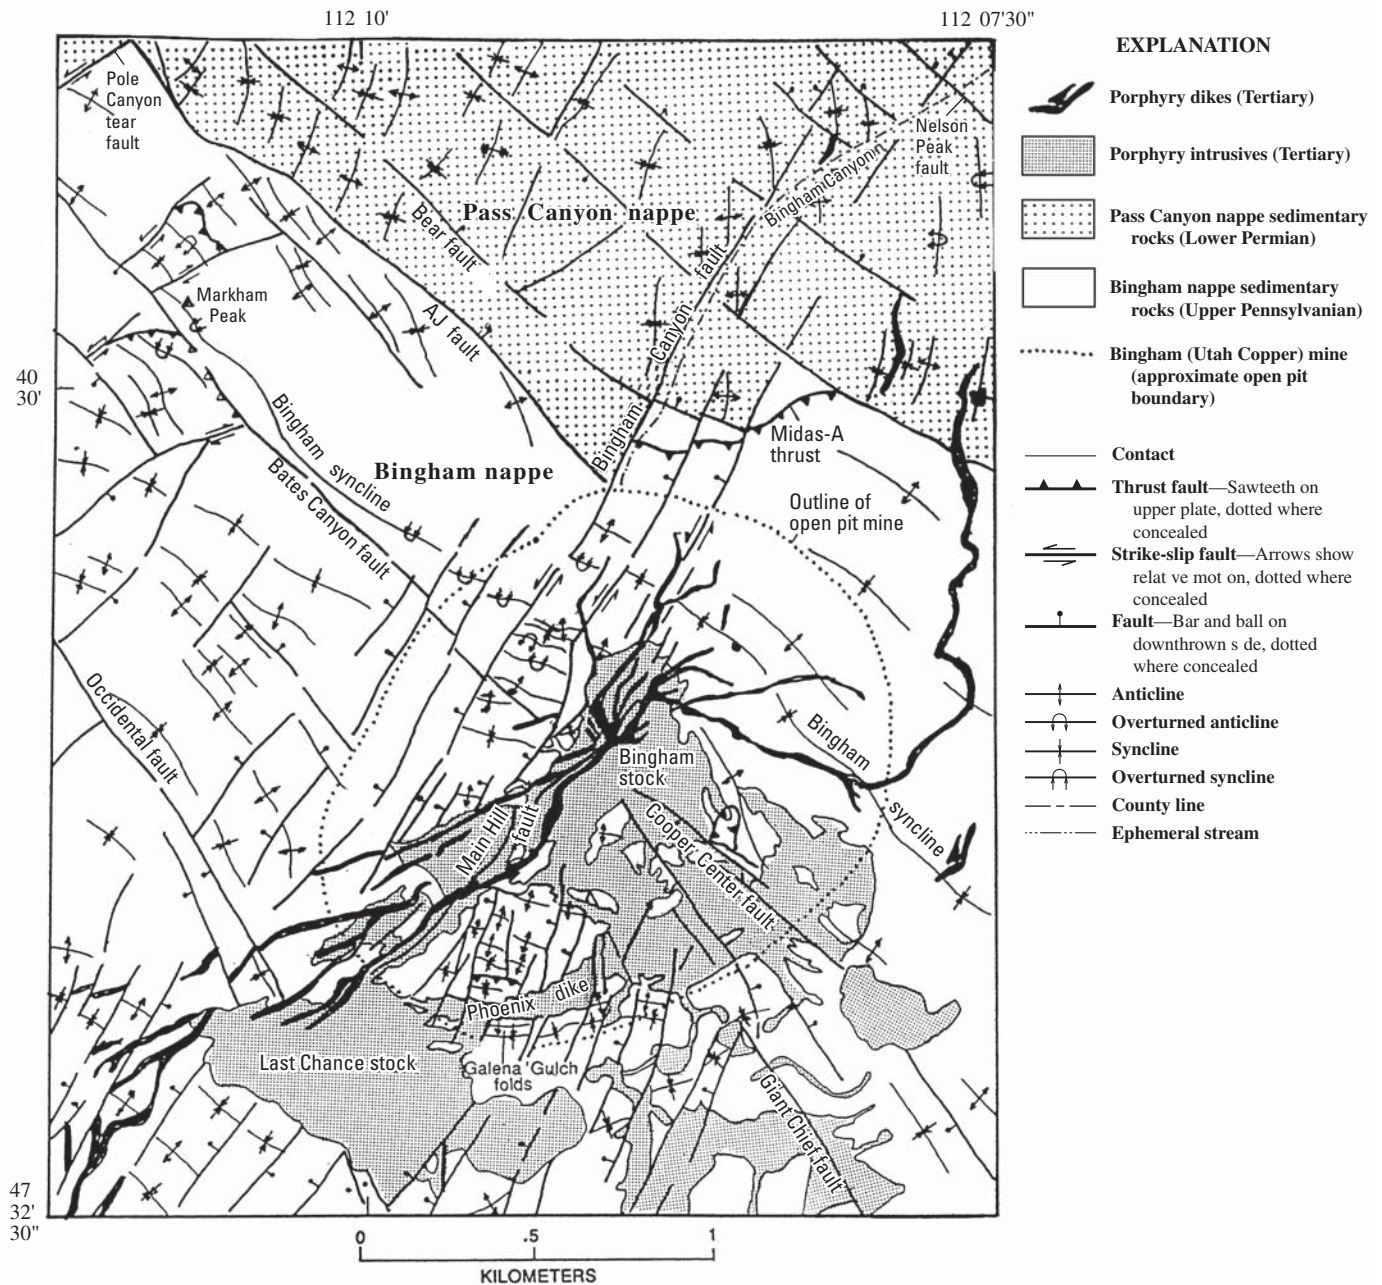 112 10'
112 07'30"
Pole
Canyon
tear
fault
Nelson
Peak
fault
Bingham Canyon
Pass Canyon nappe
Bear fault
Markham
Peak
AJ fault
Bingham Canyon fault
40
30'
Bingham syncline
Midas-A
thrust
Bingham nappe
Bates Canyon fault
Outline of
open pit mine
Occidental fault
Bingham syncline
Bingham
stock
Main Hill
fault
Cooper Center fault
Phoenix dike
Last Chance stock
Galena Gulch
folds
Giant Chief fault
47
32'
30"
0 .5 1
KILOMETERS
EXPLANATION
Porphyry dikes (Tertiary)
Porphyry intrusives (Tertiary)
Pass Canyon nappe sedimentary
rocks (Lower Permian)
Bingham nappe sedimentary
rocks (Upper Pennsylvanian)
Bingham (Utah Copper) mine
(approximate open pit
boundary)
Contact
Thrust fault—Sawteeth on
upper plate, dotted where
concealed
Strike-slip fault—Arrows show
relat ve mot on, dotted where
concealed
Fault—Bar and ball on
downthrown s de, dotted
where concealed
Anticline
Overturned anticline
Syncline
Overturned syncline
County line
Ephemeral stream